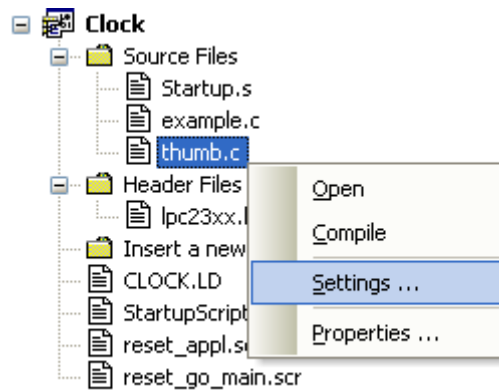 Clock
Source Files
Startup.s
example.c
thumb.c
Header Files
Open
Compile
Insert a new
CLOCK.LD
Settings ...
StartupScript
Properties ...
reset_go_main.scr